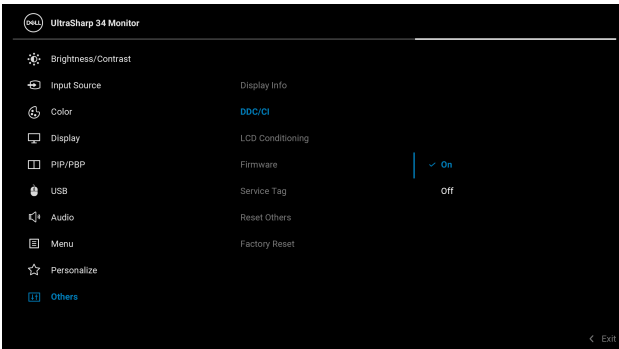 DELL UltraSharp 34 Monitor
Brightness/Contrast
Input Source
Color
Display
PIP/PBP
USB
Audio
Menu
Personalize
Others
Display Info
DDC/CI
LCD Conditioning
Firmware
Service Tag
Reset Others
Factory Reset
On
Off
Exit